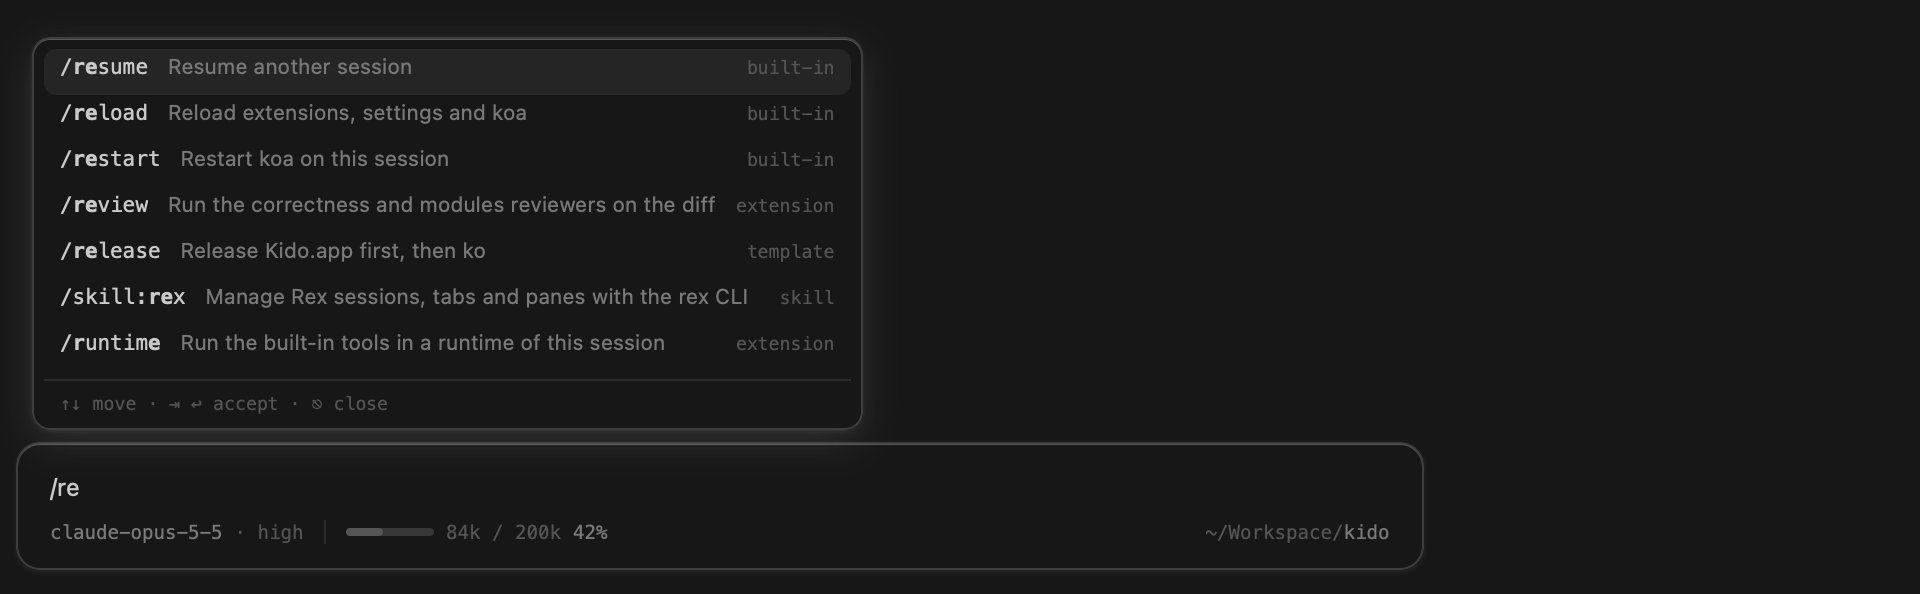 /resume Resume another session built-in
/reload Reload extensions, settings and koa built-in
/restart Restart koa on this session built-in
/review Run the correctness and modules reviewers on the diff extension
/release Release Kido.app first, then ko template
/skill:rex Manage Rex sessions, tabs and panes with the rex CLI skill
/runtime Run the built-in tools in a runtime of this session extension
↑↓ move · ⇥ ↩ accept · ⎋ close
/re
claude-opus-5-5 · high 84k / 200k 42% ~/Workspace/kido